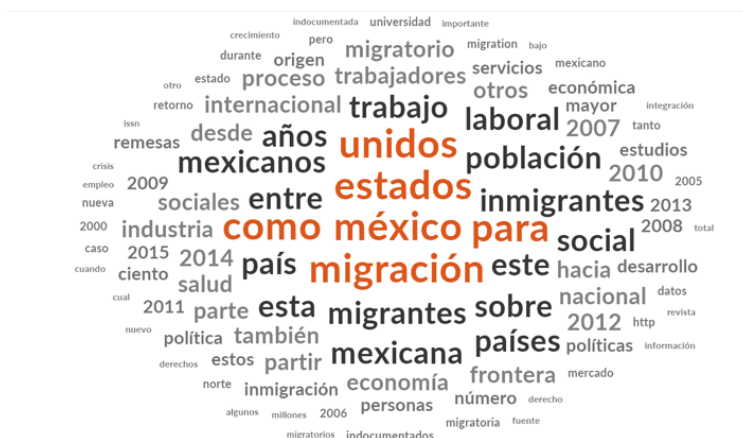 indocumentada universidad importante
crecimiento pero migratorio migration bajo
durante origen servicios mexicano
otro estado proceso trabajadores otros económica
retorno internacional trabajo laboral mayor integración
issn desde años unidos 2007 tanto
remesas mexicanos población estudios
crisis 2010
empleo 2009 estados 2005
nueva sociales entre inmigrantes 2013
2000 industria como méxico para social 2008 total
caso 2015 2014 país migración este hacia desarrollo
cuando ciento salud
cual 2011 parte esta migrantes sobre nacional datos
nuevo política también países 2012 http revista
políticas información
derechos estos partir mexicana frontera mercado
norte inmigración economía número derecho
algunos millones 2006 personas migratoria fuente
migratorios indocumentados